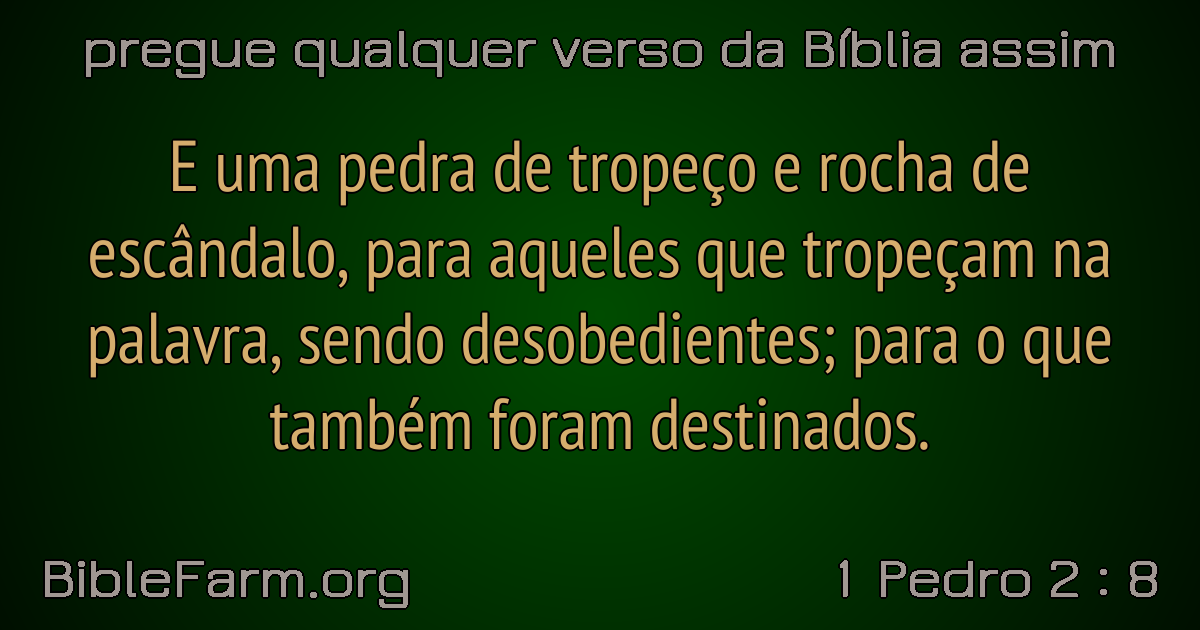 pregue qualquer verso da Bíblia assim
E uma pedra de tropeço e rocha de
escândalo, para aqueles que tropeçam na
palavra, sendo desobedientes; para o que
também foram destinados.
BibleFarm.org
1 Pedro 2 : 8